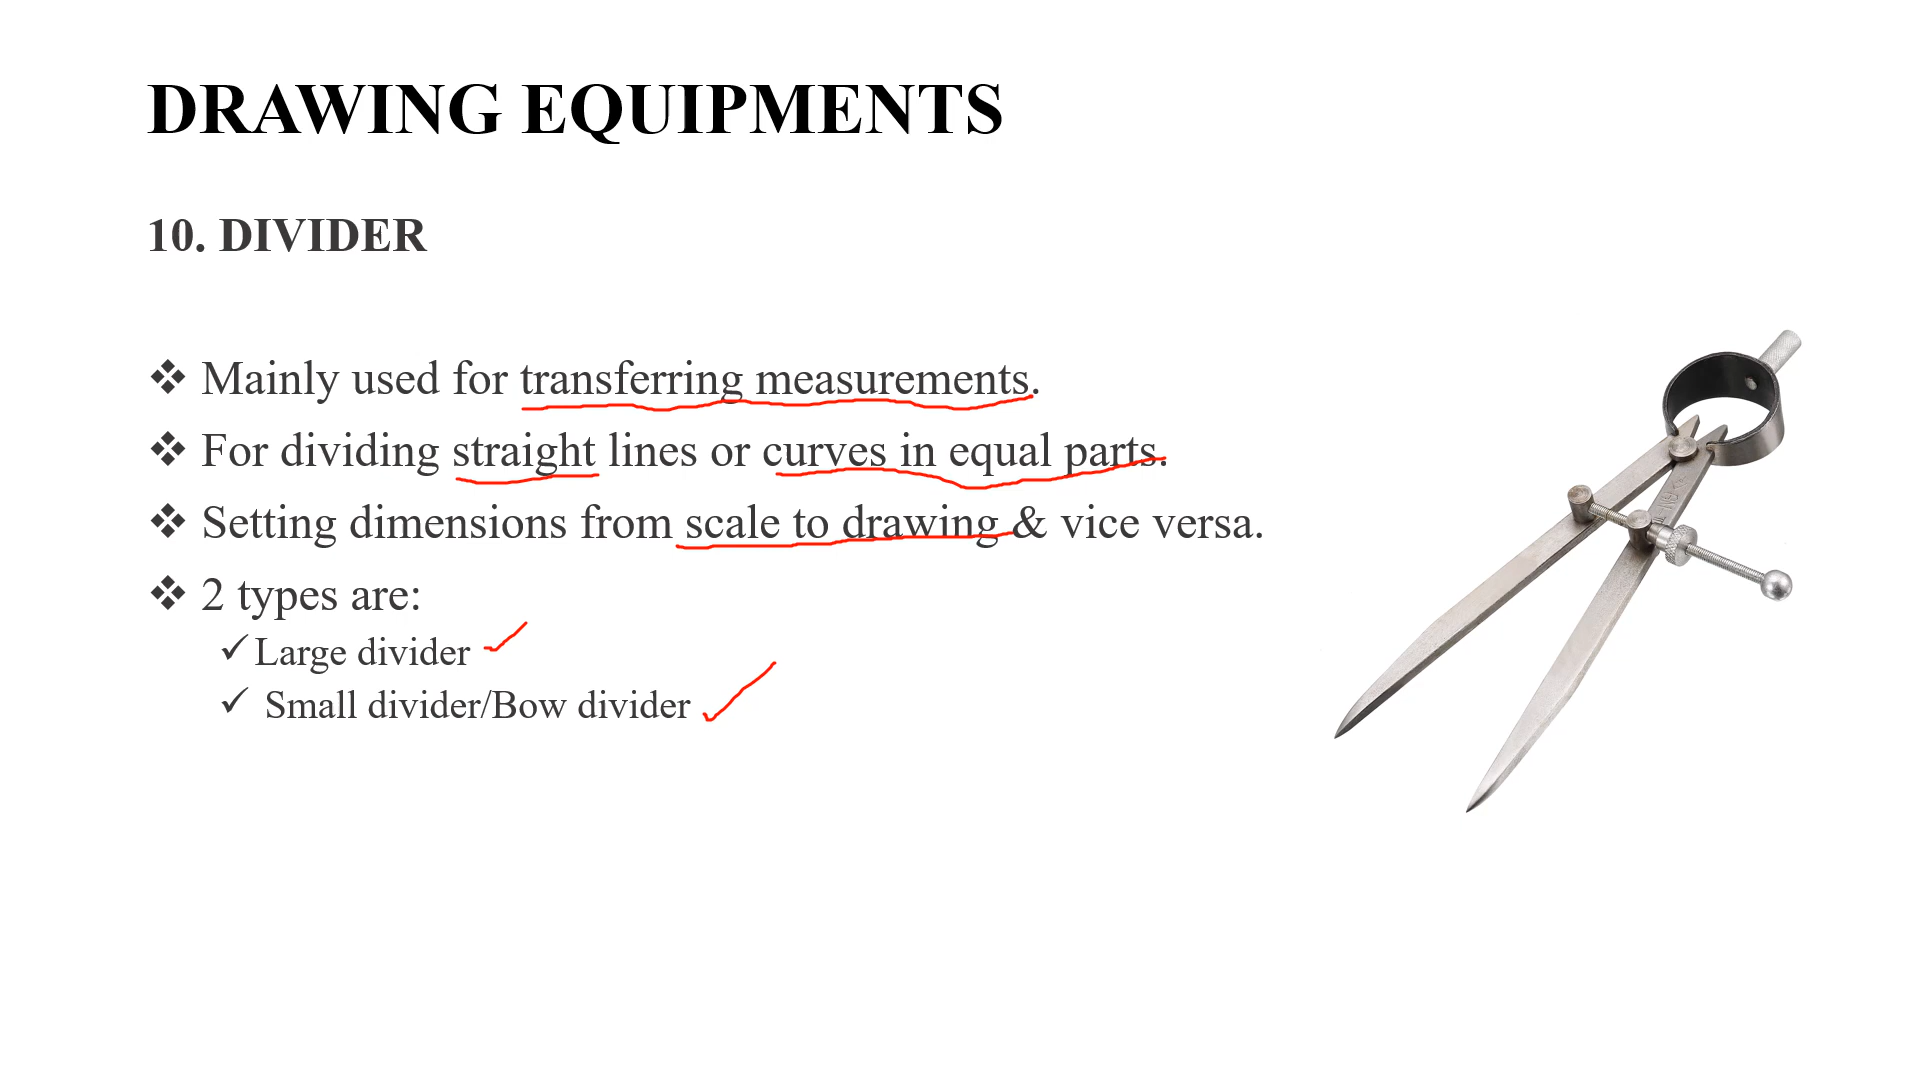 DRAWING EQUIPMENTS
10. DIVIDER
❖ Mainly used for transferring measurements.
❖ For dividing straight lines or curves in equal parts.
❖ Setting dimensions from scale to drawing & vice versa.
❖ 2 types are:
✓ Large divider
✓ Small divider/Bow divider